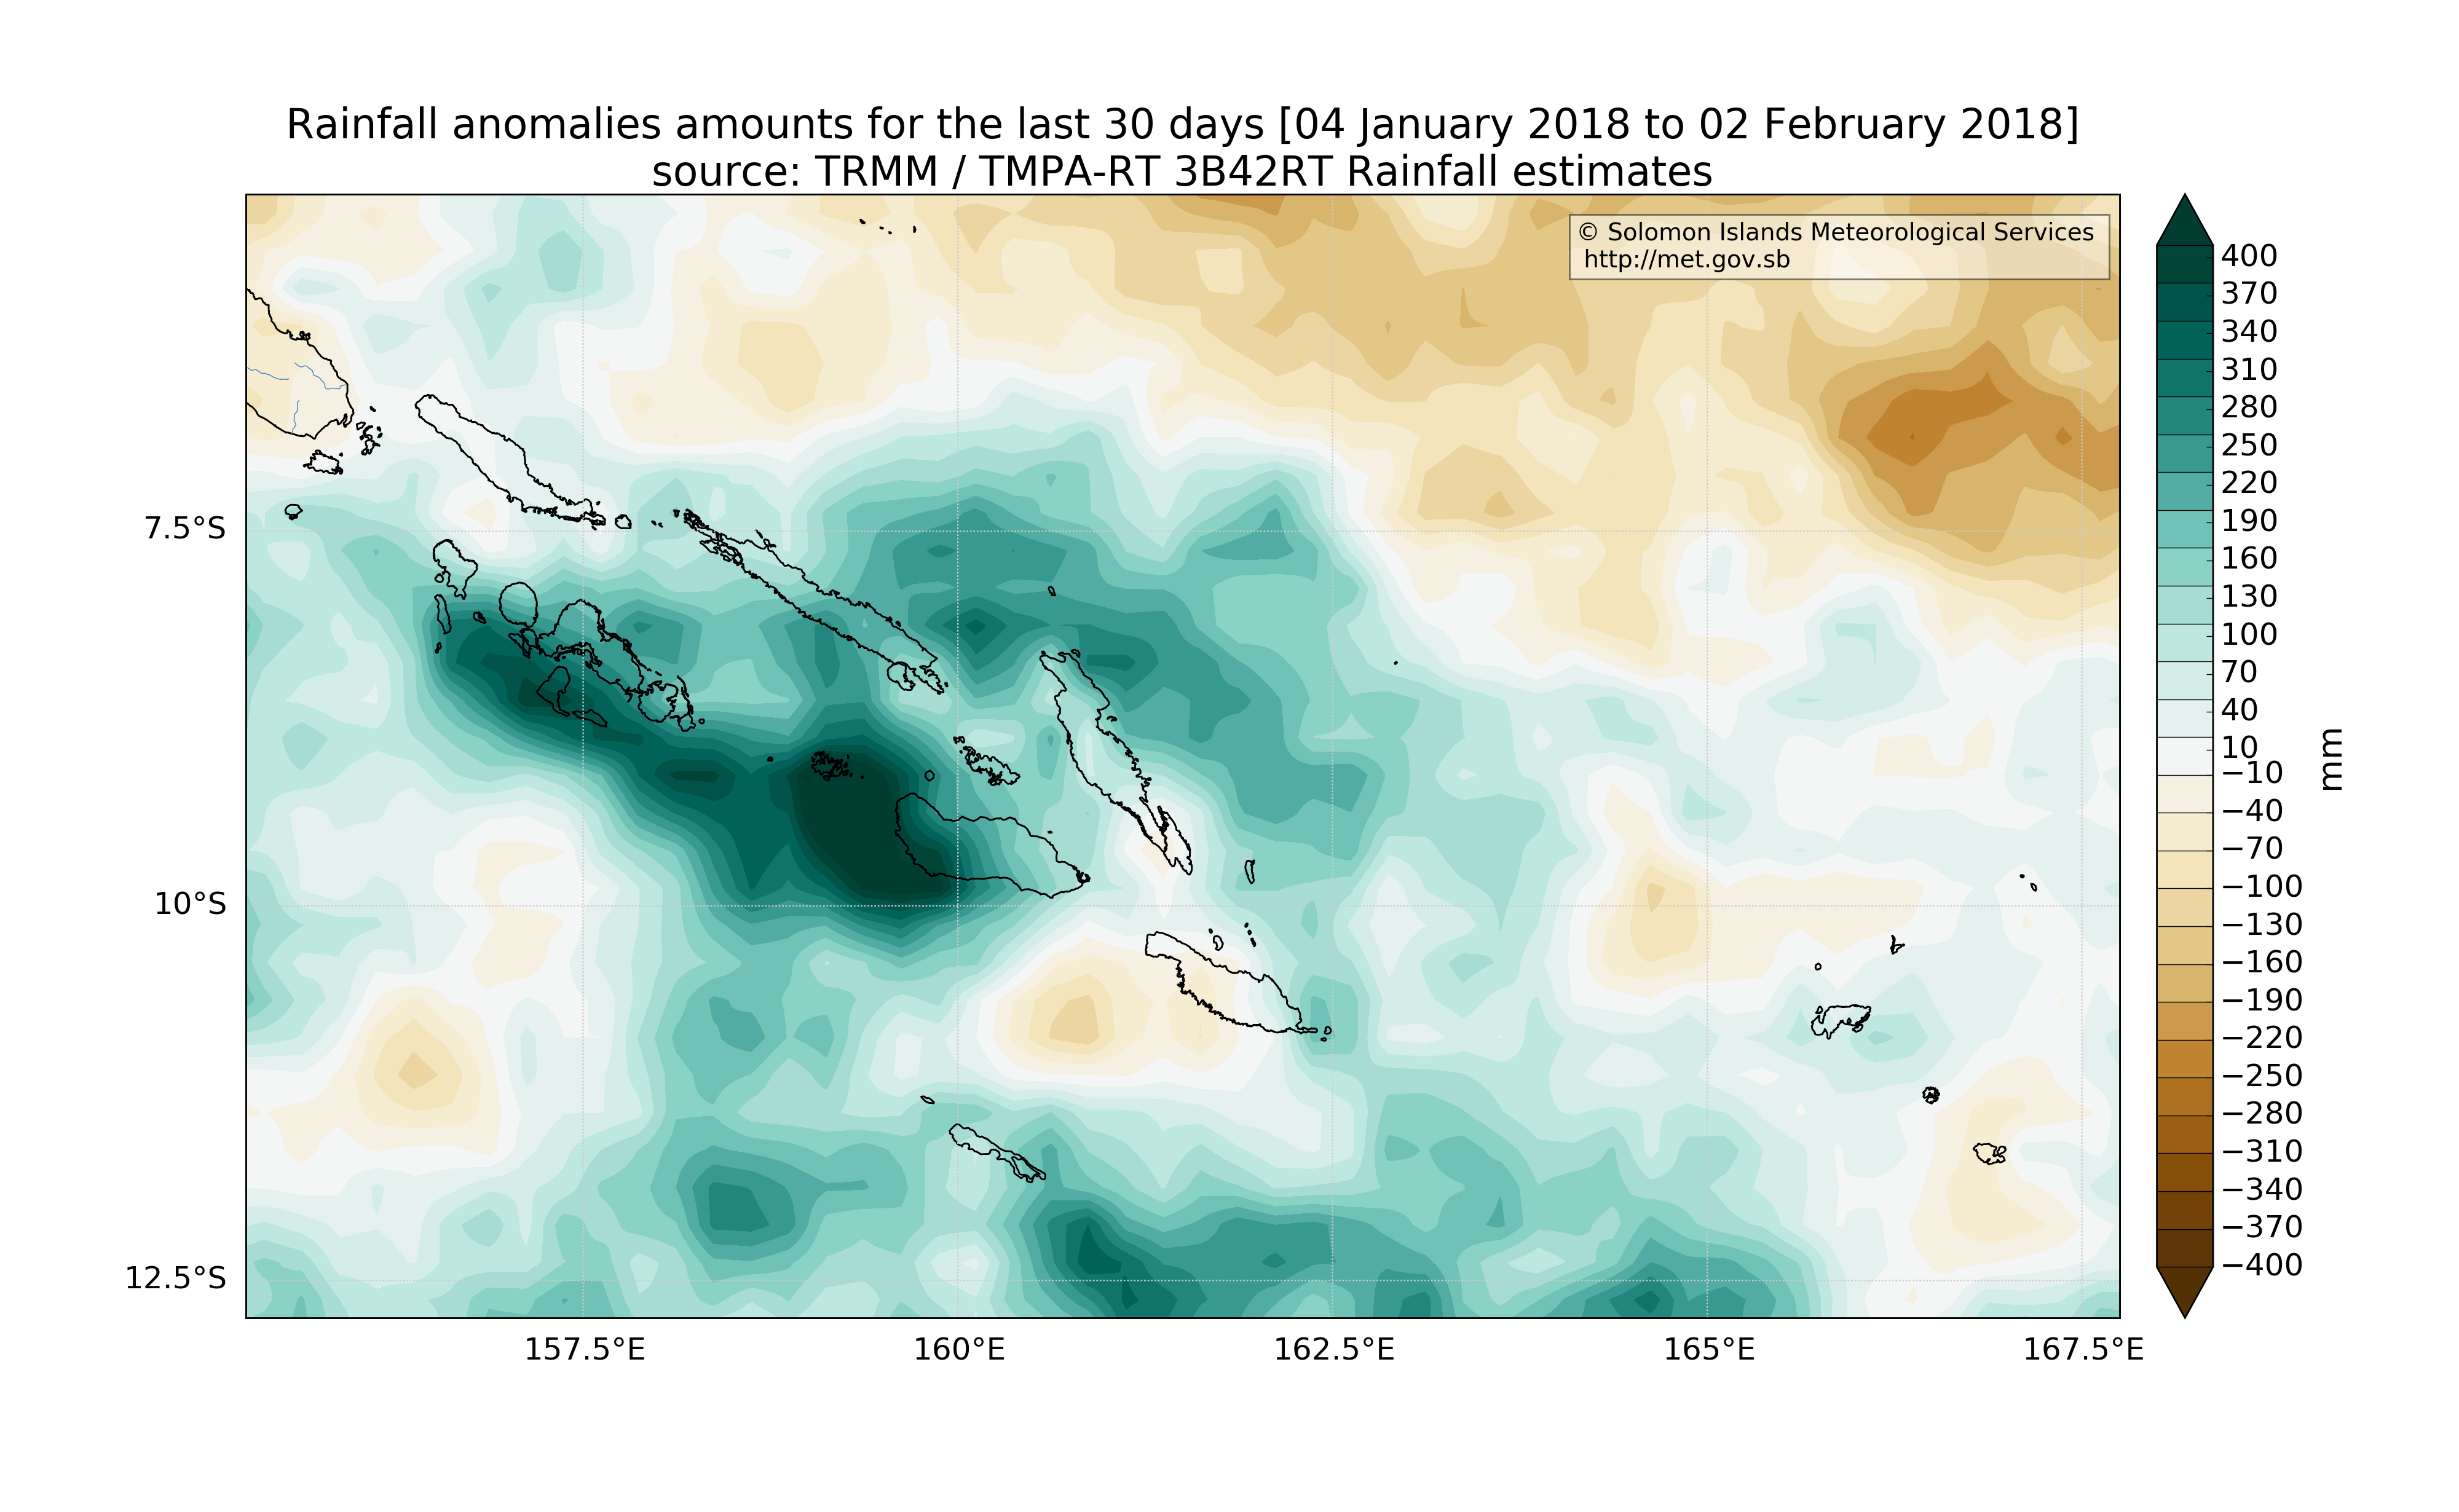 Rainfall anomalies amounts for the last 30 days [04 January 2018 to 02 February 2018]
source: TRMM / TMPA-RT 3B42RT Rainfall estimates
© Solomon Islands Meteorological Services
http://met.gov.sb
7.5°S
10°S
12.5°S
157.5°E
160°E
162.5°E
165°E
167.5°E
400
370
340
310
280
250
220
190
160
130
100
70
40
10
−10
−40
−70
−100
−130
−160
−190
−220
−250
−280
−310
−340
−370
−400
mm